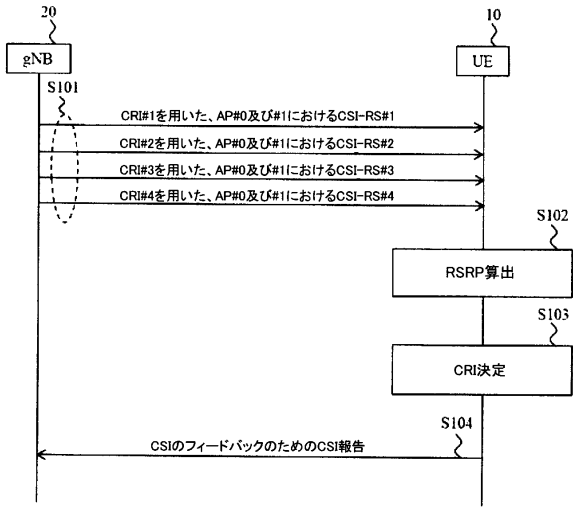 20
gNB
10
UE
S101
CRI#1を用いた、AP#0及び#1におけるCSI-RS#1
CRI#2を用いた、AP#0及び#1におけるCSI-RS#2
CRI#3を用いた、AP#0及び#1におけるCSI-RS#3
CRI#4を用いた、AP#0及び#1におけるCSI-RS#4
S102
RSRP算出
S103
CRI決定
S104
CSIのフィードバックのためのCSI報告